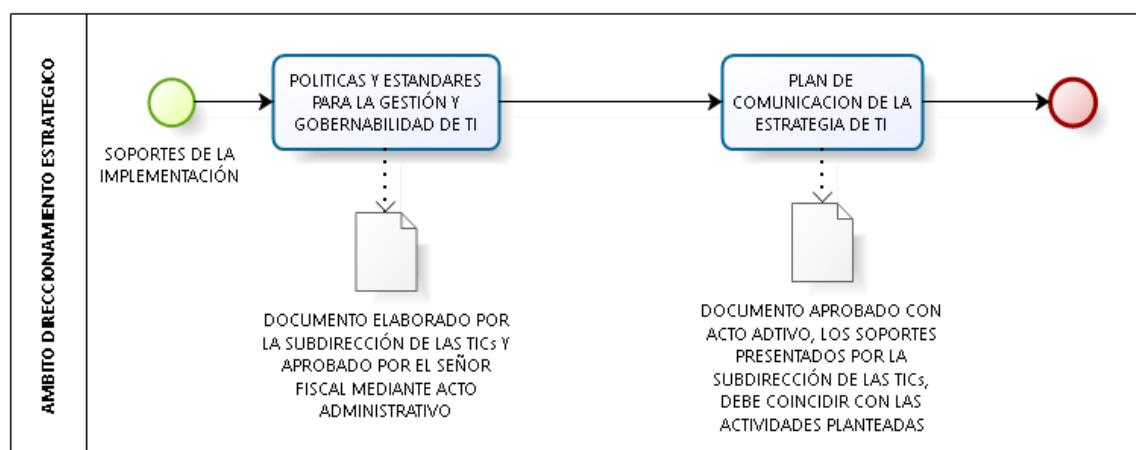 AMBITO DIRECCIONAMIENTO ESTRATEGICO
SOPORTES DE LA
IMPLEMENTACIÓN
POLITICAS Y ESTANDARES
PARA LA GESTIÓN Y
GOBERNABILIDAD DE TI
DOCUMENTO ELABORADO POR
LA SUBDIRECCIÓN DE LAS TICs Y
APROBADO POR EL SEÑOR
FISCAL MEDIANTE ACTO
ADMINISTRATIVO
PLAN DE
COMUNICACION DE LA
ESTRATEGIA DE TI
DOCUMENTO APROBADO CON
ACTO ADTIVO, LOS SOPORTES
PRESENTADOS POR LA
SUBDIRECCIÓN DE LAS TICs,
DEBE COINCIDIR CON LAS
ACTIVIDADES PLANTEADAS